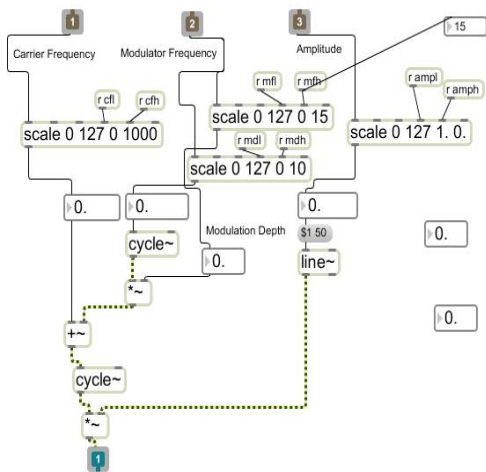 1
2
3
15
Carrier Frequency
Modulator Frequency
Amplitude
r cfl
r cfh
r mfl
r mfh
r ampl
r amph
scale 0 127 0 1000
scale 0 127 0 15
scale 0 127 1. 0.
r mdl
r mdh
scale 0 127 0 10
0.
0.
0.
cycle~
Modulation Depth
$1 50
0.
0.
line~
*~
0.
+~
cycle~
*~
1